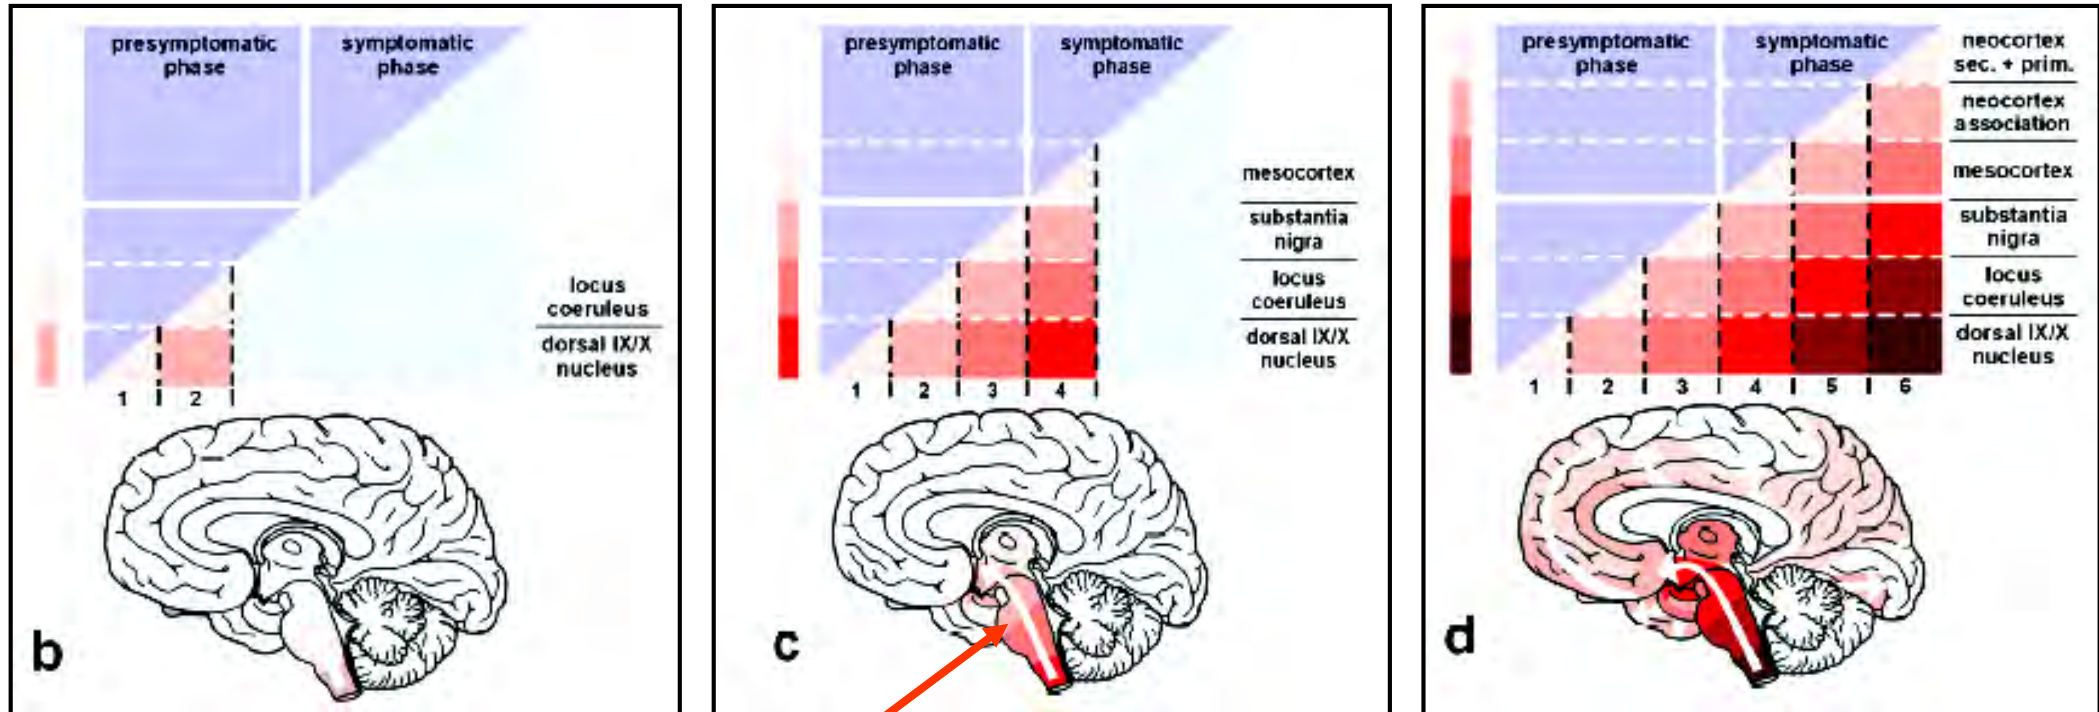 presymptomatic
phase
symptomatic
phase
locus
coeruleus
dorsal IX/X
nucleus
1
2
b
presymptomatic
phase
symptomatic
phase
mesocortex
substantia
nigra
locus
coeruleus
dorsal IX/X
nucleus
1
2
3
4
c
presymptomatic
phase
symptomatic
phase
neocortex
sec. + prim.
neocortex
association
mesocortex
substantia
nigra
locus
coeruleus
dorsal IX/X
nucleus
1
2
3
4
5
6
d